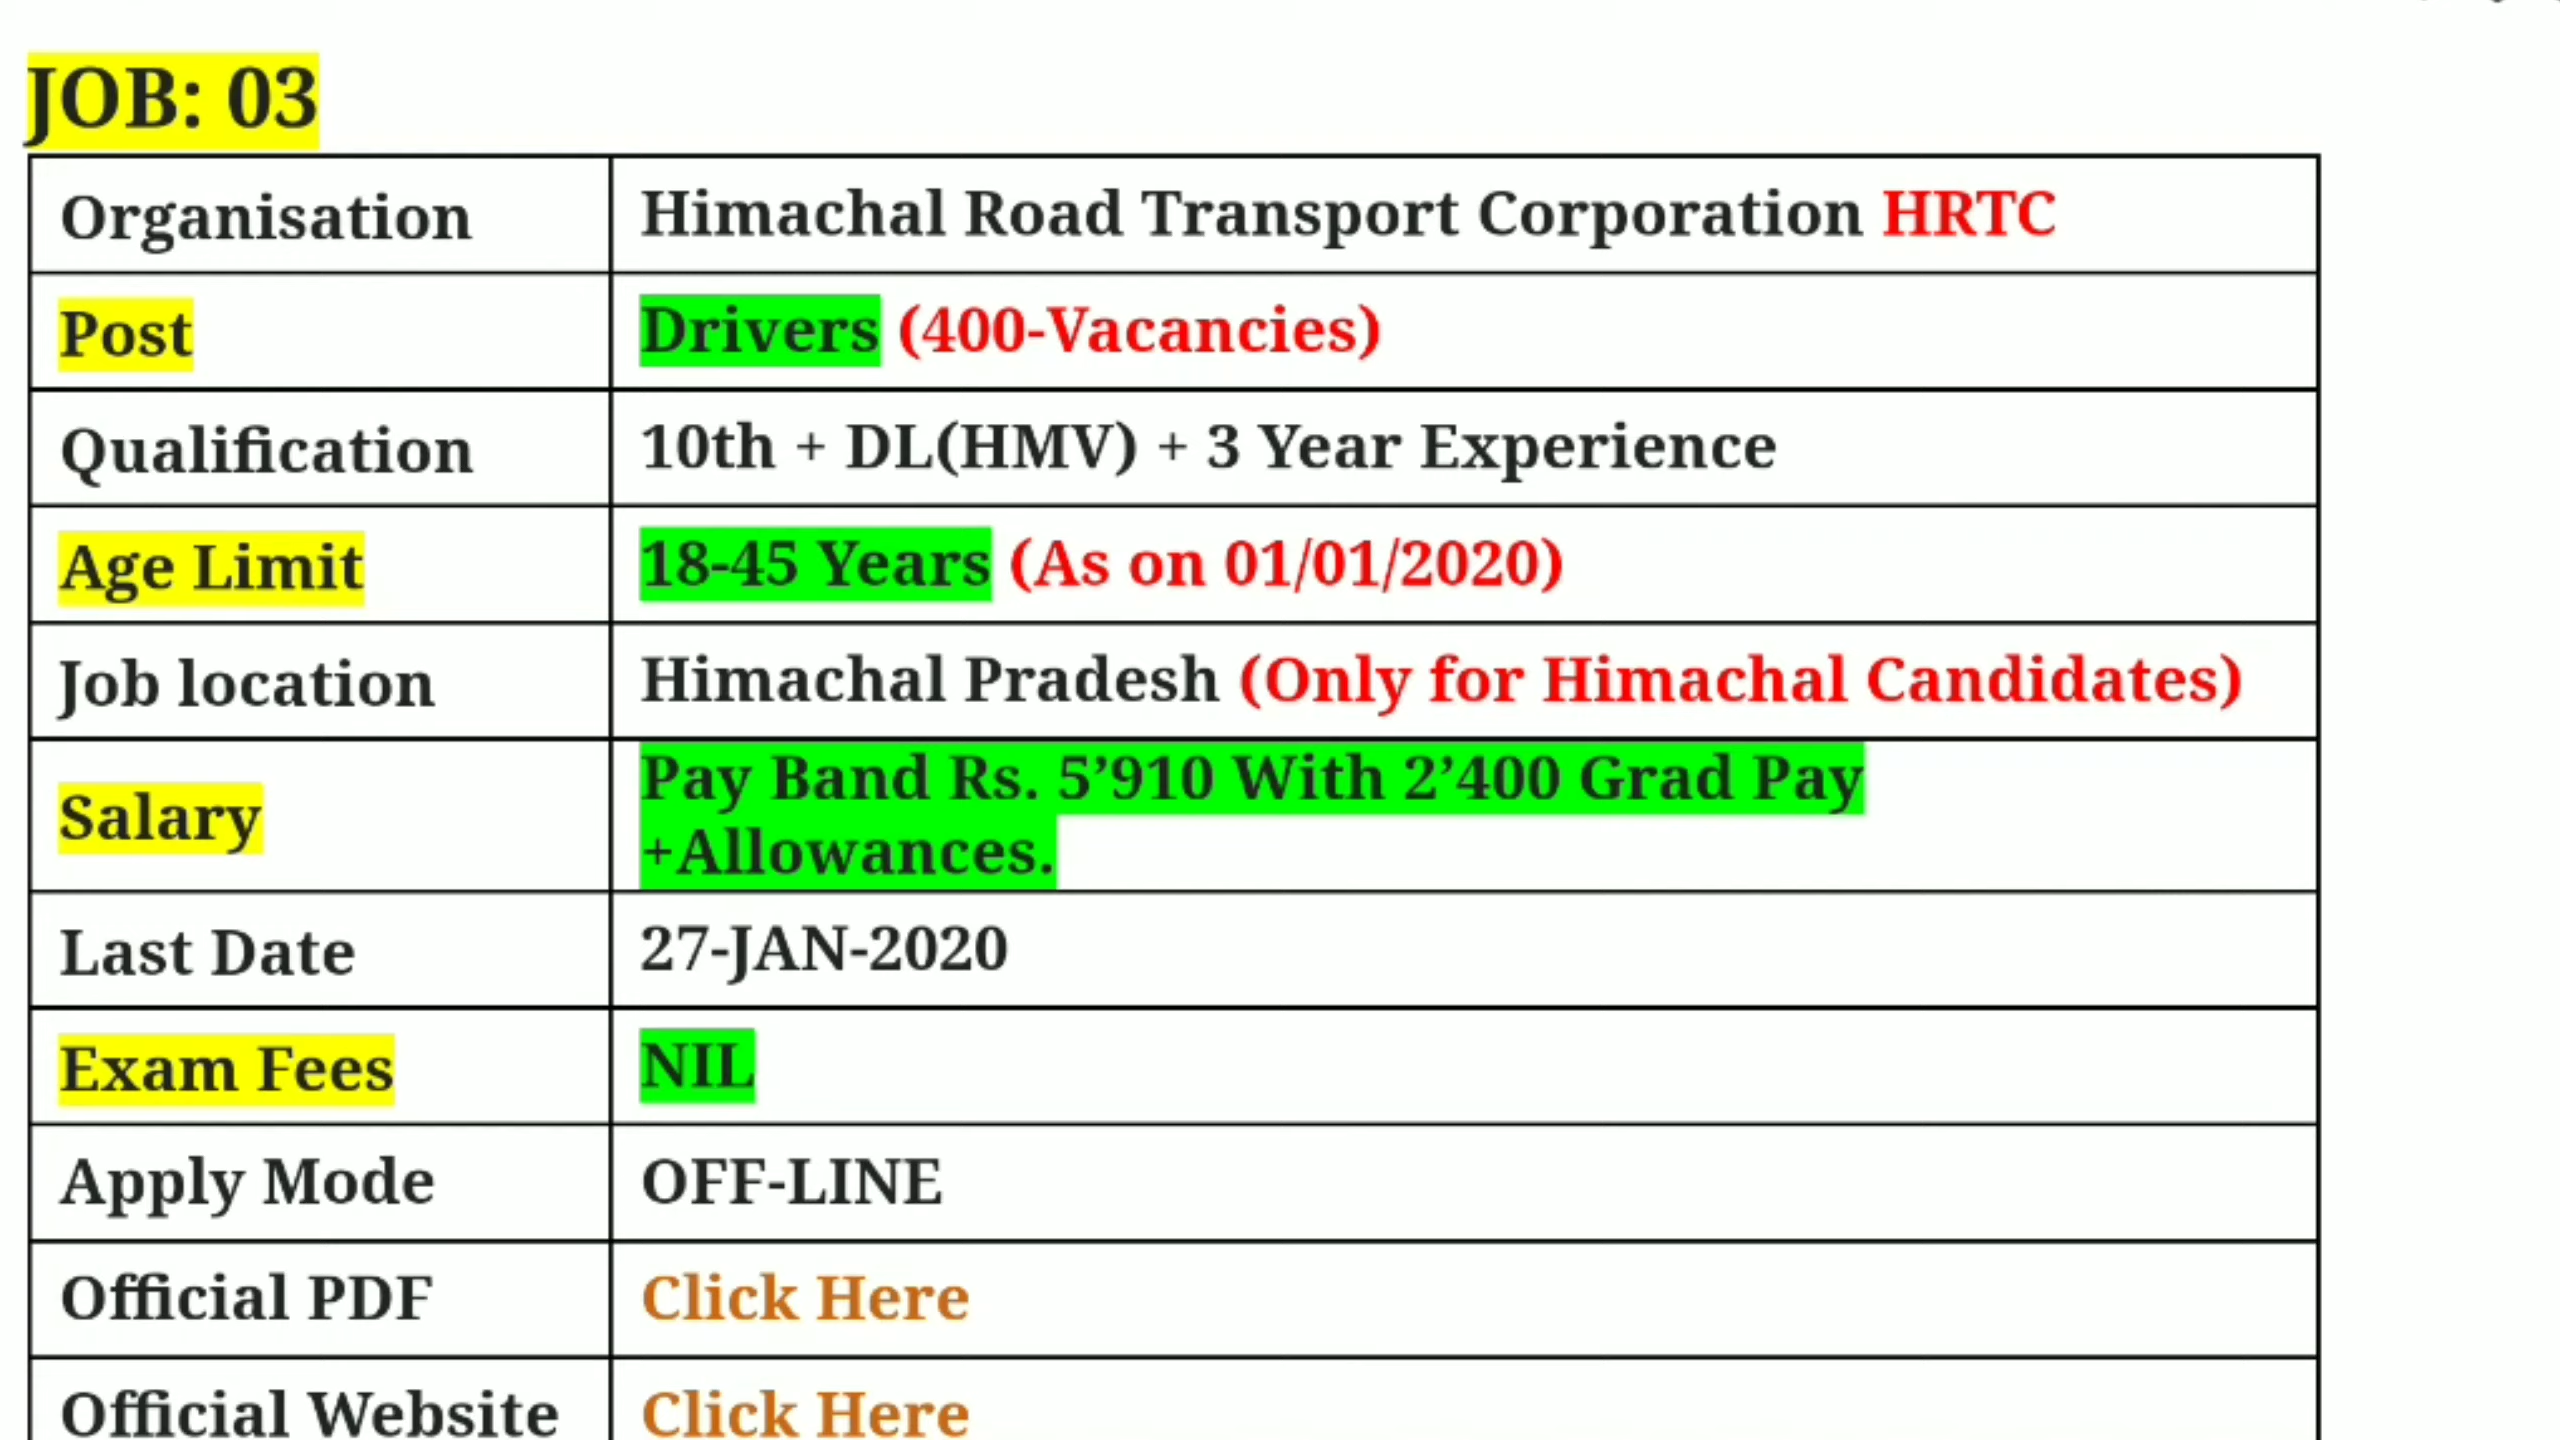 JOB: 03
Organisation Himachal Road Transport Corporation HRTC
Post Drivers (400-Vacancies)
Qualification 10th + DL(HMV) + 3 Year Experience
Age Limit 18-45 Years (As on 01/01/2020)
Job location Himachal Pradesh (Only for Himachal Candidates)
Salary Pay Band Rs. 5’910 With 2’400 Grad Pay
+Allowances.
Last Date 27-JAN-2020
Exam Fees NIL
Apply Mode OFF-LINE
Official PDF Click Here
Official Website Click Here